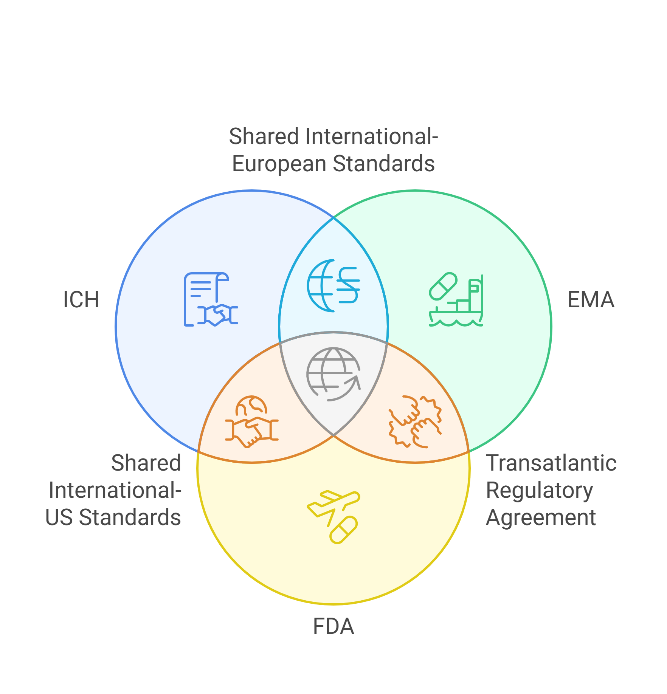 Shared International-
European Standards
ICH
EMA
Shared
International-
US Standards
Transatlantic
Regulatory
Agreement
FDA